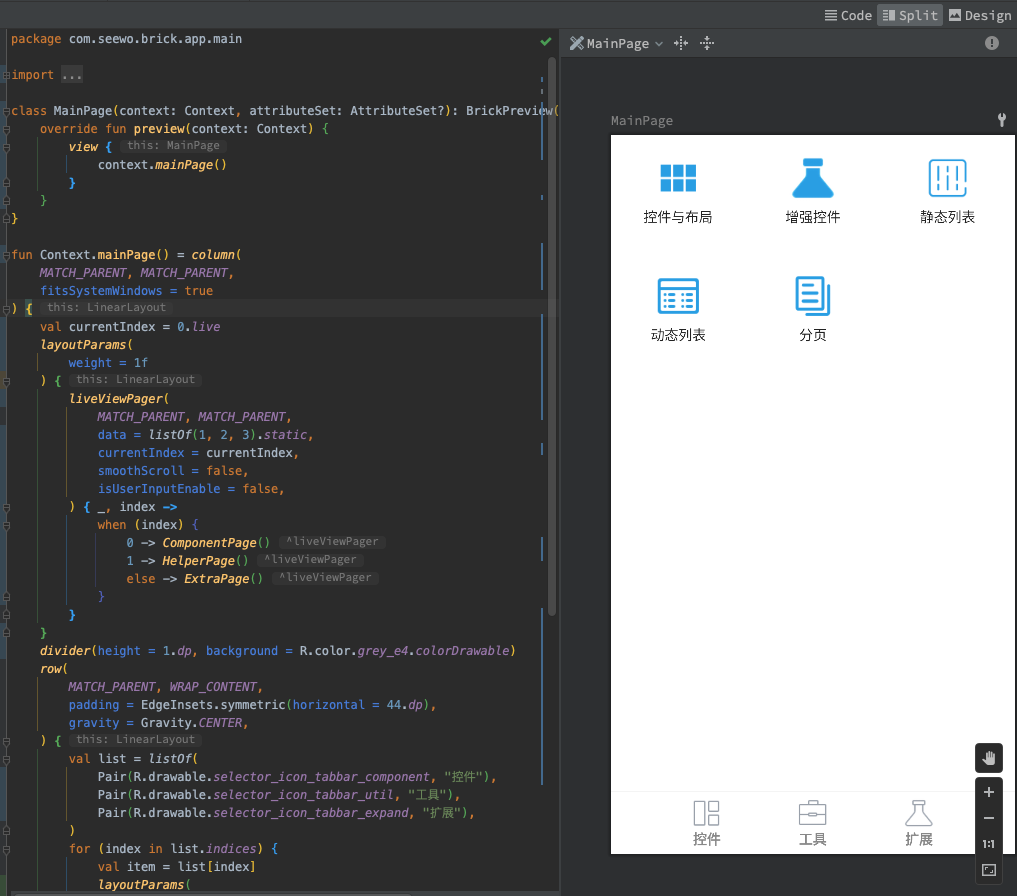 Code Split Design
package com.seewo.brick.app.main
import ...
class MainPage(context: Context, attributeSet: AttributeSet?): BrickPreview(
override fun preview(context: Context) {
view { this: MainPage
context.mainPage()
}
}
}
fun Context.mainPage() = column(
MATCH_PARENT, MATCH_PARENT,
fitsSystemWindows = true
) { this: LinearLayout
val currentIndex = 0.live
layoutParams(
weight = 1f
) { this: LinearLayout
liveViewPager(
MATCH_PARENT, MATCH_PARENT,
data = listOf(1, 2, 3).static,
currentIndex = currentIndex,
smoothScroll = false,
isUserInputEnable = false,
) { _, index ->
when (index) {
0 -> ComponentPage() ^liveViewPager
1 -> HelperPage() ^liveViewPager
else -> ExtraPage() ^liveViewPager
}
}
}
divider(height = 1.dp, background = R.color.grey_e4.colorDrawable)
row(
MATCH_PARENT, WRAP_CONTENT,
padding = EdgeInsets.symmetric(horizontal = 44.dp),
gravity = Gravity.CENTER,
) { this: LinearLayout
val list = listOf(
Pair(R.drawable.selector_icon_tabbar_component, "控件"),
Pair(R.drawable.selector_icon_tabbar_util, "工具"),
Pair(R.drawable.selector_icon_tabbar_expand, "扩展"),
)
for (index in list.indices) {
val item = list[index]
layoutParams(
MainPage
MainPage
控件与布局 增强控件 静态列表
动态列表 分页
控件 工具 扩展
1:1